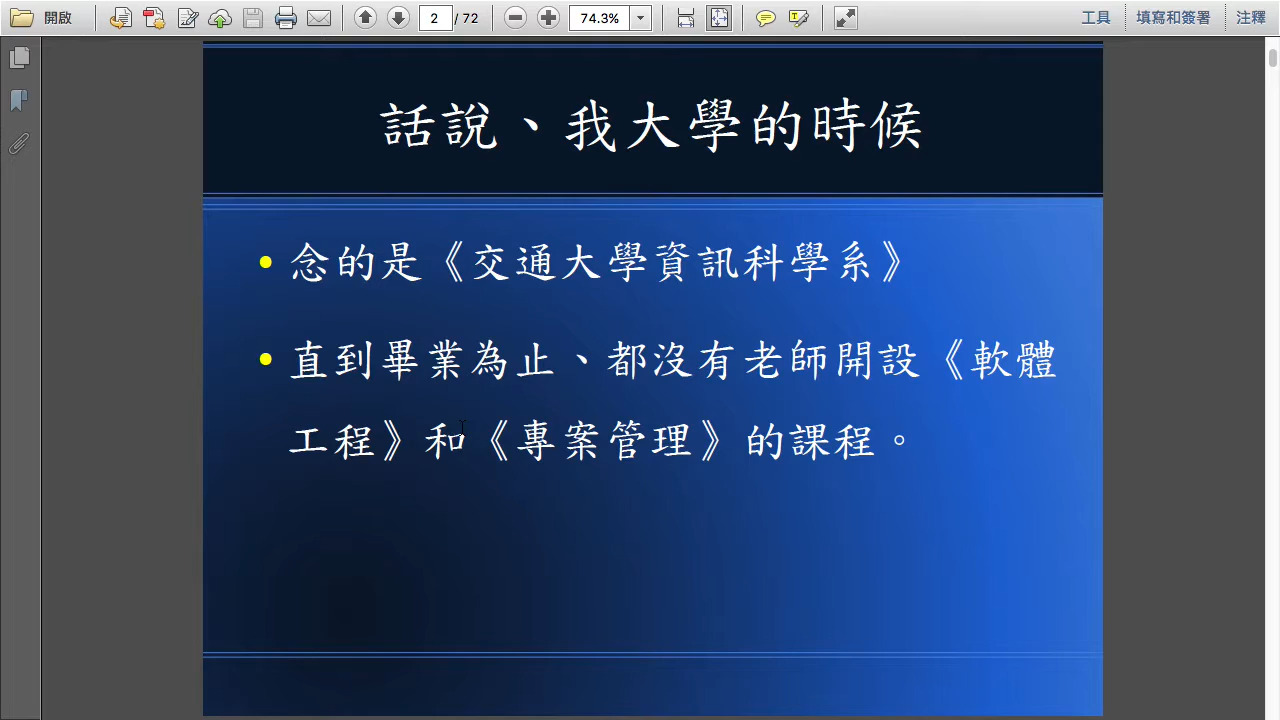 開啟
2 / 72
74.3%
工具
填寫和簽署
注釋
話說、我大學的時候
• 念的是《交通大學資訊科學系》
• 直到畢業為止、都沒有老師開設《軟體
工程》和《專案管理》的課程。